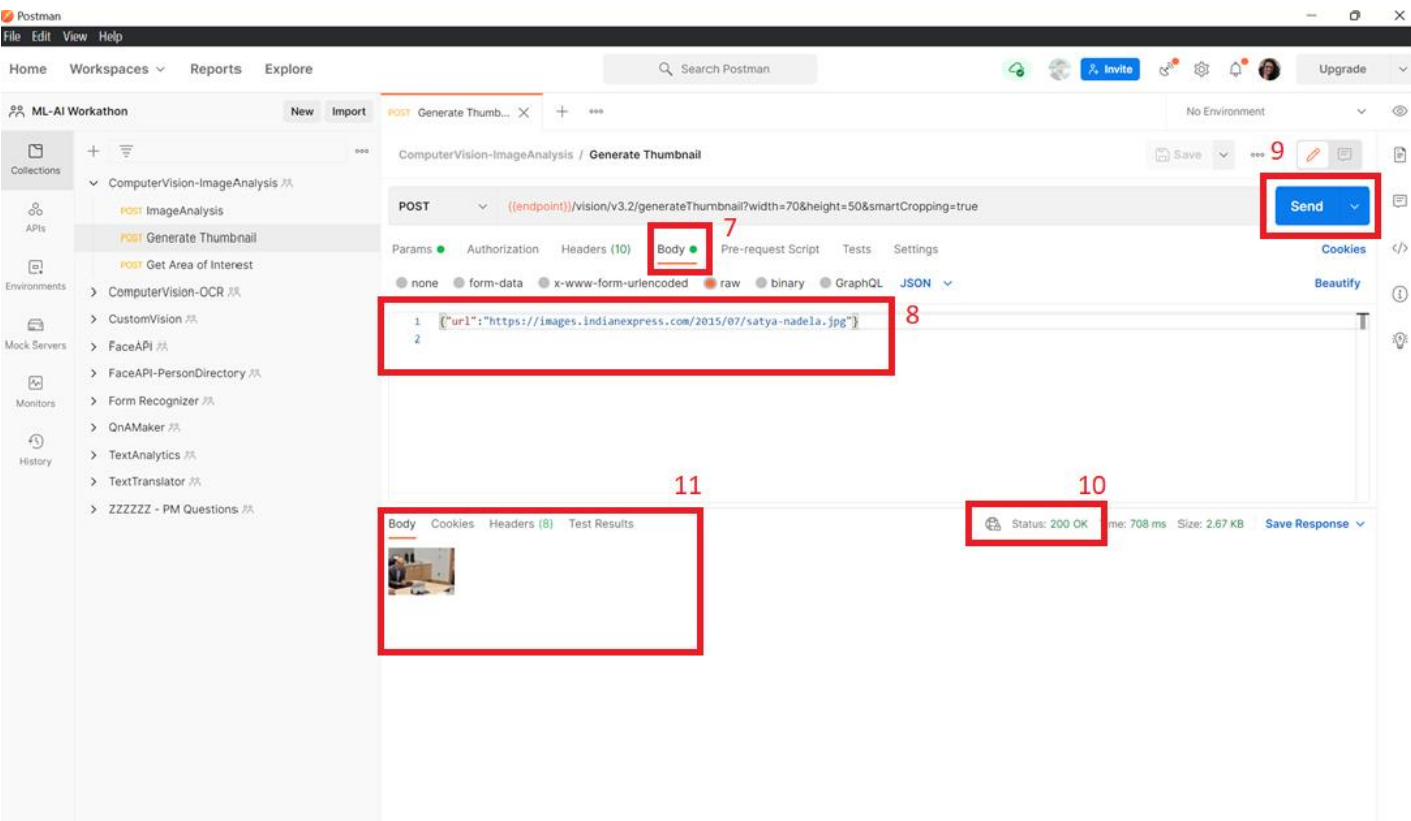 Postman
File Edit View Help
Home Workspaces Reports Explore Search Postman Invite Upgrade
ML-AI Workathon New Import POST Generate Thumb... No Environment
Collections
APIs
Environments
Mock Servers
Monitors
History
ComputerVision-ImageAnalysis
POST ImageAnalysis
POST Generate Thumbnail
POST Get Area of Interest
ComputerVision-OCR
CustomVision
FaceAPI
FaceAPI-PersonDirectory
Form Recognizer
QnAMaker
TextAnalytics
TextTranslator
ZZZZZZ - PM Questions
ComputerVision-ImageAnalysis / Generate Thumbnail Save 9
POST {{endpoint}}/vision/v3.2/generateThumbnail?width=70&height=50&smartCropping=true Send
7
Params Authorization Headers (10) Body Pre-request Script Tests Settings Cookies
none form-data x-www-form-urlencoded raw binary GraphQL JSON Beautify
1 {"url":"https://images.indianexpress.com/2015/07/satya-nadela.jpg"} 8
2
11 10
Body Cookies Headers (8) Test Results Status: 200 OK me: 708 ms Size: 2.67 KB Save Response